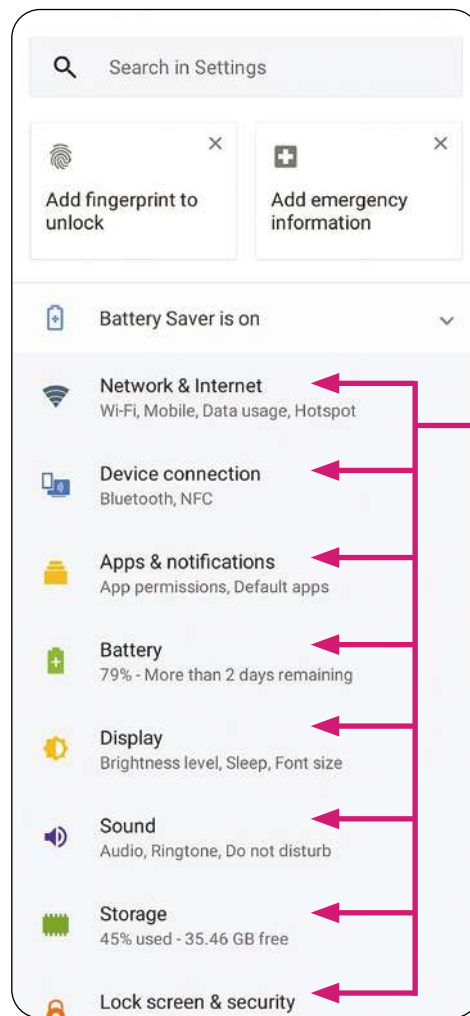 Search in Settings
Add fingerprint to
unlock
Add emergency
information
Battery Saver is on
Network & Internet
Wi-Fi, Mobile, Data usage, Hotspot
Device connection
Bluetooth, NFC
Apps & notifications
App permissions, Default apps
Battery
79% - More than 2 days remaining
Display
Brightness level, Sleep, Font size
Sound
Audio, Ringtone, Do not disturb
Storage
45% used - 35.46 GB free
Lock screen & security